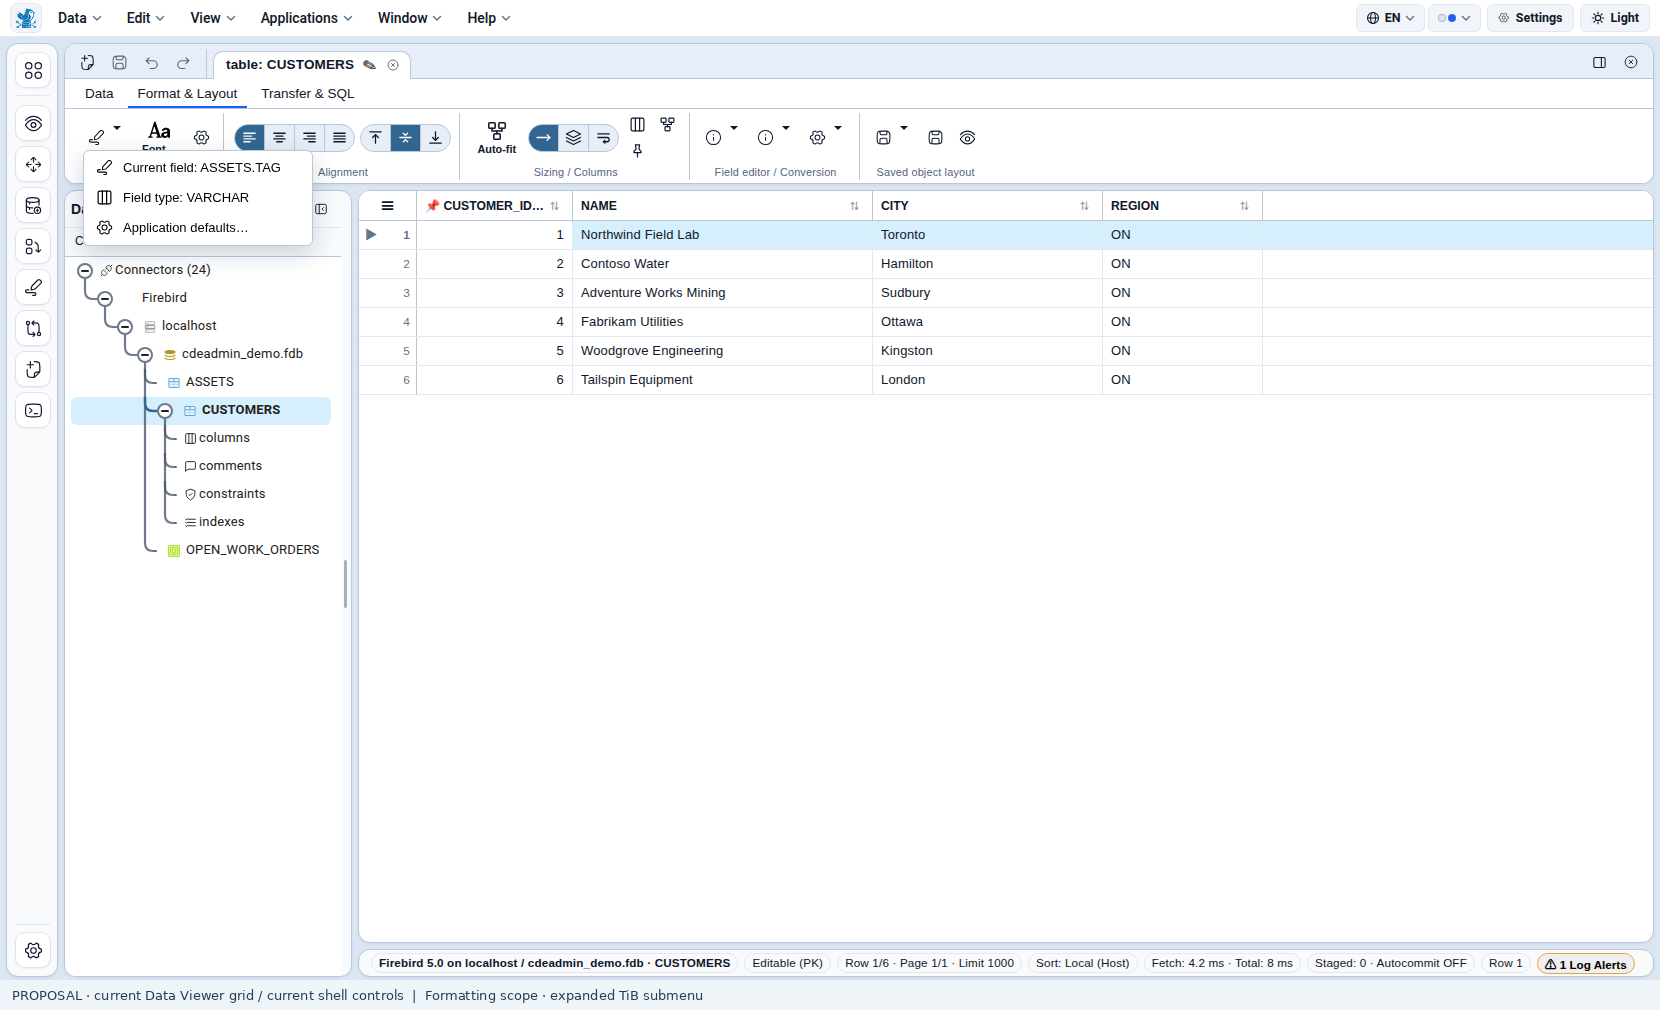 Data Edit View Applications Window Help EN Settings Light
table: CUSTOMERS
Data Format & Layout Transfer & SQL
Aa
Auto-fit
Alignment Sizing / Columns Field editor / Conversion Saved object layout
Current field: ASSETS.TAG
Field type: VARCHAR
Application defaults…
Connectors (24)
Firebird
localhost
cdeadmin_demo.fdb
ASSETS
CUSTOMERS
columns
comments
constraints
indexes
OPEN_WORK_ORDERS
CUSTOMER_ID… NAME CITY REGION
1 1 Northwind Field Lab Toronto ON
2 2 Contoso Water Hamilton ON
3 3 Adventure Works Mining Sudbury ON
4 4 Fabrikam Utilities Ottawa ON
5 5 Woodgrove Engineering Kingston ON
6 6 Tailspin Equipment London ON
Firebird 5.0 on localhost / cdeadmin_demo.fdb · CUSTOMERS Editable (PK) Row 1/6 · Page 1/1 · Limit 1000 Sort: Local (Host) Fetch: 4.2 ms · Total: 8 ms Staged: 0 · Autocommit OFF Row 1 1 Log Alerts
PROPOSAL · current Data Viewer grid / current shell controls | Formatting scope · expanded TiB submenu